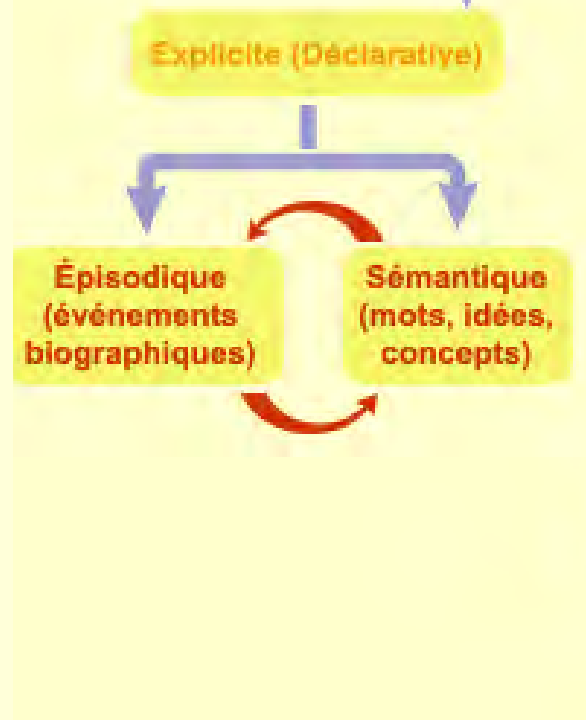 Explicite (Déclarative)
Épisodique
(événements
biographiques)
Sémantique
(mots, idées,
concepts)